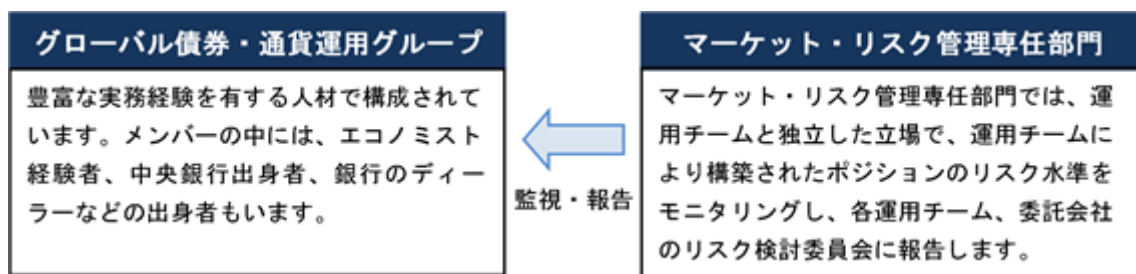 グローバル債券・通貨運用グループ
豊富な実務経験を有する人材で構成されて
います。メンバーの中には、エコノミスト
経験者、中央銀行出身者、銀行のディー
ラーなどの出身者もいます。
監視・報告
マーケット・リスク管理専任部門
マーケット・リスク管理専任部門では、運
用チームと独立した立場で、運用チームに
より構築されたポジションのリスク水準を
モニタリングし、各運用チーム、委託会社
のリスク検討委員会に報告します。